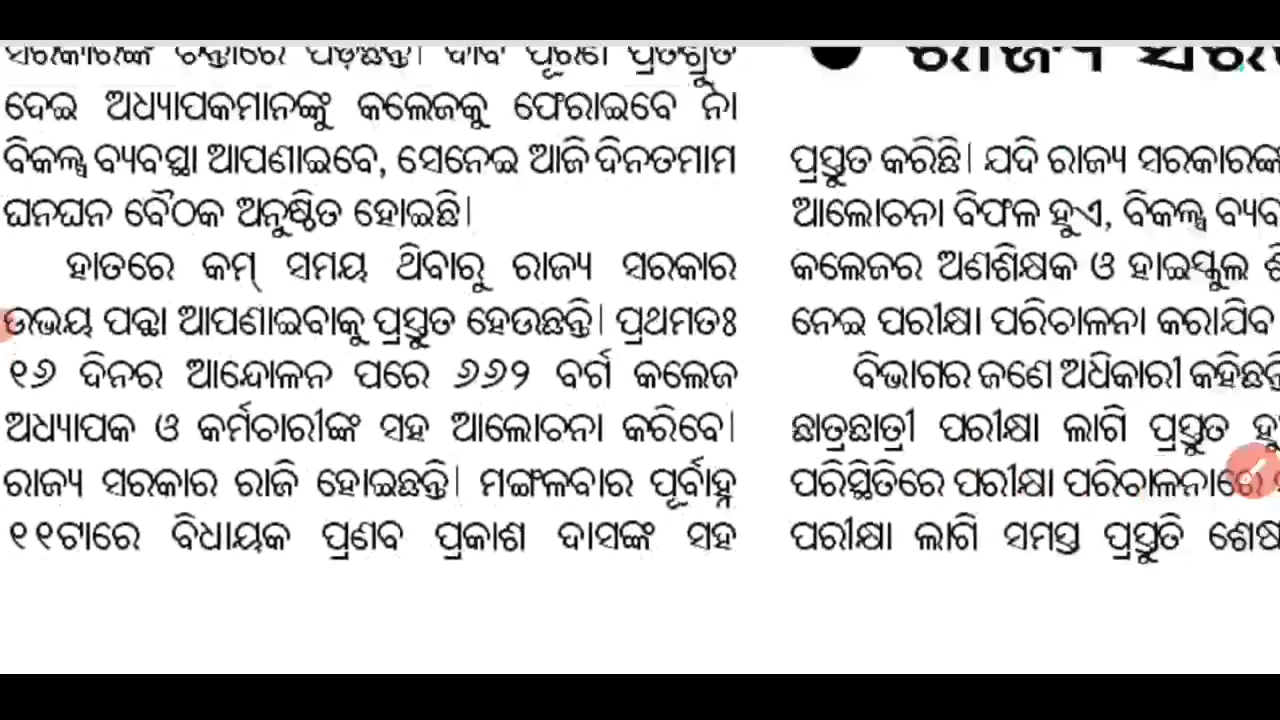 ଦେଇ ଅଧ୍ୟାପକମାନଙ୍କୁ କଲେଜକୁ ଫେରାଇବେ ନା
ବିକଳ୍ପ ବ୍ୟବସ୍ଥା ଆପଣାଇବେ, ସେନେଇ ଆଜି ଦିନତମାମ
ଘନଘନ ବୈଠକ ଅନୁଷ୍ଠିତ ହୋଇଛି।
ହାତରେ କମ୍ ସମୟ ଥିବାରୁ ରାଜ୍ୟ ସରକାର
ଉଭୟ ପନ୍ଥା ଆପଣାଇବାକୁ ପ୍ରସ୍ତୁତ ହେଉଛନ୍ତି। ପ୍ରଥମତଃ
୧୬ ଦିନର ଆନ୍ଦୋଳନ ପରେ ୬୬୨ ବର୍ଗ କଲେଜ
ଅଧ୍ୟାପକ ଓ କର୍ମଚାରୀଙ୍କ ସହ ଆଲୋଚନା କରିବେ।
ରାଜ୍ୟ ସରକାର ରାଜି ହୋଇଛନ୍ତି। ମଙ୍ଗଳବାର ପୂର୍ବାହ୍ନ
୧୧ଟାରେ ବିଧାୟକ ପ୍ରଣବ ପ୍ରକାଶ ଦାସଙ୍କ ସହ
ରାଜ୍ୟ
ପ୍ରସ୍ତୁତ କରିଛି। ଯଦି ରାଜ୍ୟ ସରକାରଙ୍କ
ଆଲୋଚନା ବିଫଳ ହୁଏ, ବିକଳ୍ପ
କଲେଜର ଅଣଶିକ୍ଷକ ଓ ହାଇସ୍କୁଲ
ନେଇ ପରୀକ୍ଷା ପରିଚାଳନା କରାଯିବ
ବିଭାଗର ଜଣେ ଅଧିକାରୀ
ଛାତ୍ରଛାତ୍ରୀ ପରୀକ୍ଷା ଲାଗି ପ୍ରସ୍ତୁତ
ପରିସ୍ଥିତିରେ ପରୀକ୍ଷା ପରିଚାଳନାରେ
ପରୀକ୍ଷା ଲାଗି ସମସ୍ତ ପ୍ରସ୍ତୁତି ଶେଷ